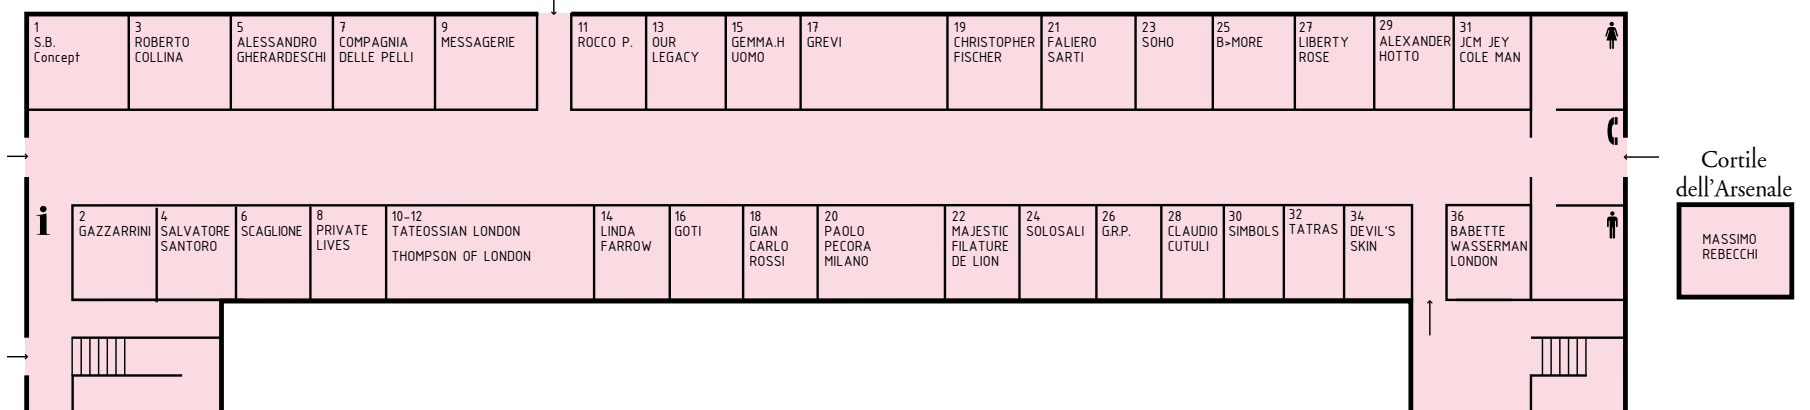 1
S.B.
Concept
3
ROBERTO
COLLINA
5
ALESSANDRO
GHERARDESCHI
7
COMPAGNIA
DELLE PELLI
9
MESSAGERIE
11
ROCCO P.
13
OUR
LEGACY
15
GEMMA.H
UOMO
17
GREVI
19
CHRISTOPHER
FISCHER
21
FALIERO
SARTI
23
SOHO
25
B>MORE
27
LIBERTY
ROSE
29
ALEXANDER
HOTTO
31
JCM JEY
COLE MAN
Cortile
dell'Arsenale
MASSIMO
REBECCHI
i
2
GAZZARRINI
4
SALVATORE
SANTORO
6
SCAGLIONE
8
PRIVATE
LIVES
10-12
TATEOSSIAN LONDON
THOMPSON OF LONDON
14
LINDA
FARROW
16
GOTI
18
GIAN
CARLO
ROSSI
20
PAOLO
PECORA
MILANO
22
MAJESTIC
FILATURE
DE LION
24
SOLOSALI
26
G.R.P.
28
CLAUDIO
CUTULI
30
SIMBOLS
32
TATRAS
34
DEVIL'S
SKIN
36
BABETTE
WASSERMAN
LONDON